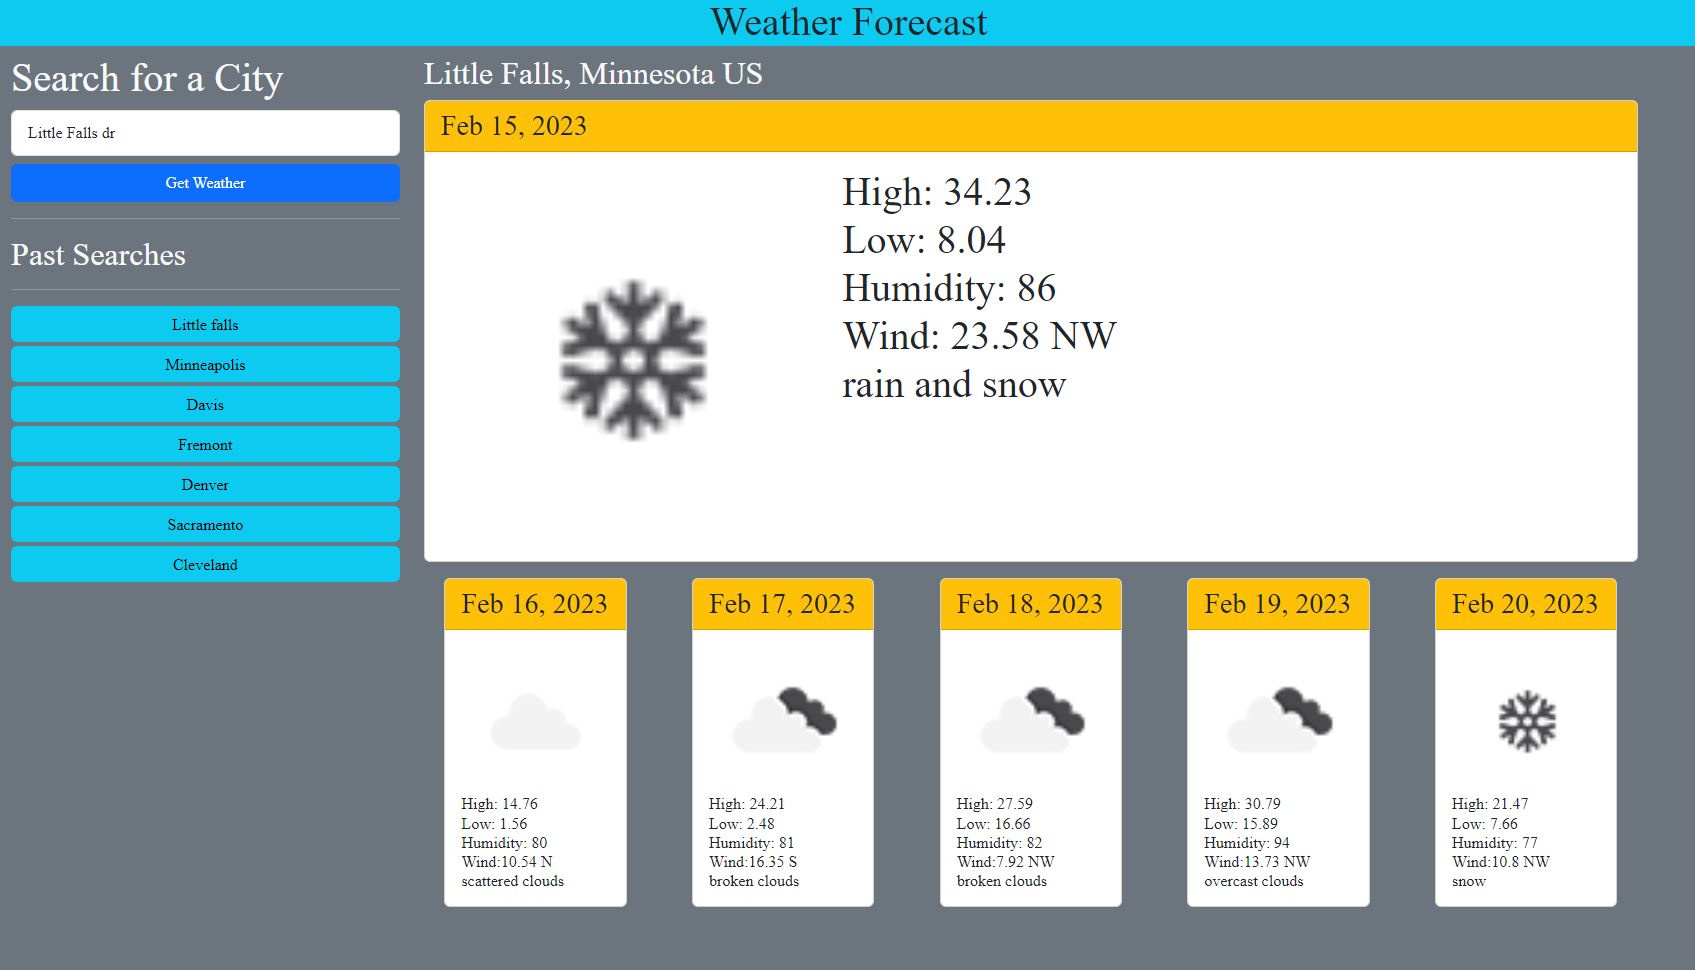 Weather Forecast
Search for a City
Little Falls dr
Get Weather
Past Searches
Little falls
Minneapolis
Davis
Fremont
Denver
Sacramento
Cleveland
Little Falls, Minnesota US
Feb 15, 2023
High: 34.23
Low: 8.04
Humidity: 86
Wind: 23.58 NW
rain and snow
Feb 16, 2023
High: 14.76
Low: 1.56
Humidity: 80
Wind:10.54 N
scattered clouds
Feb 17, 2023
High: 24.21
Low: 2.48
Humidity: 81
Wind:16.35 S
broken clouds
Feb 18, 2023
High: 27.59
Low: 16.66
Humidity: 82
Wind:7.92 NW
broken clouds
Feb 19, 2023
High: 30.79
Low: 15.89
Humidity: 94
Wind:13.73 NW
overcast clouds
Feb 20, 2023
High: 21.47
Low: 7.66
Humidity: 77
Wind:10.8 NW
snow